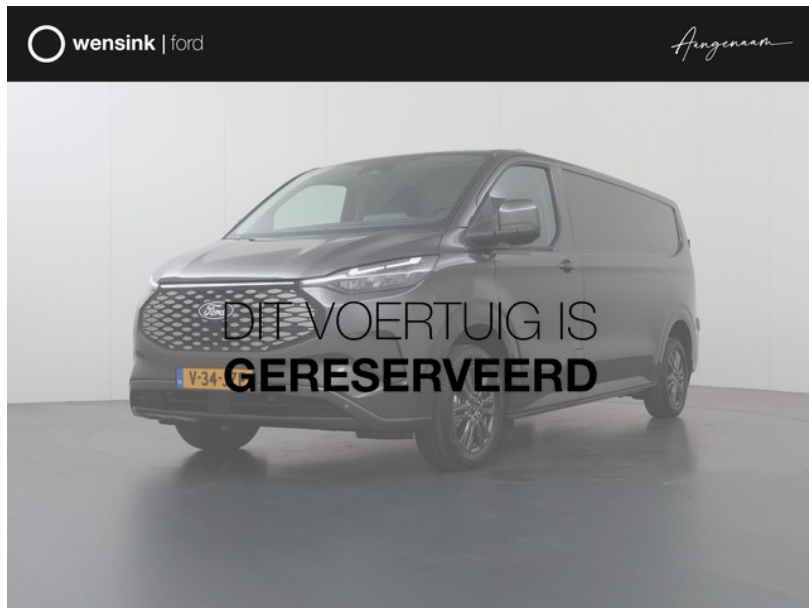 wensink | ford
Aangenaam
Ford
DIT VOERTUIG IS
GERESERVEERD